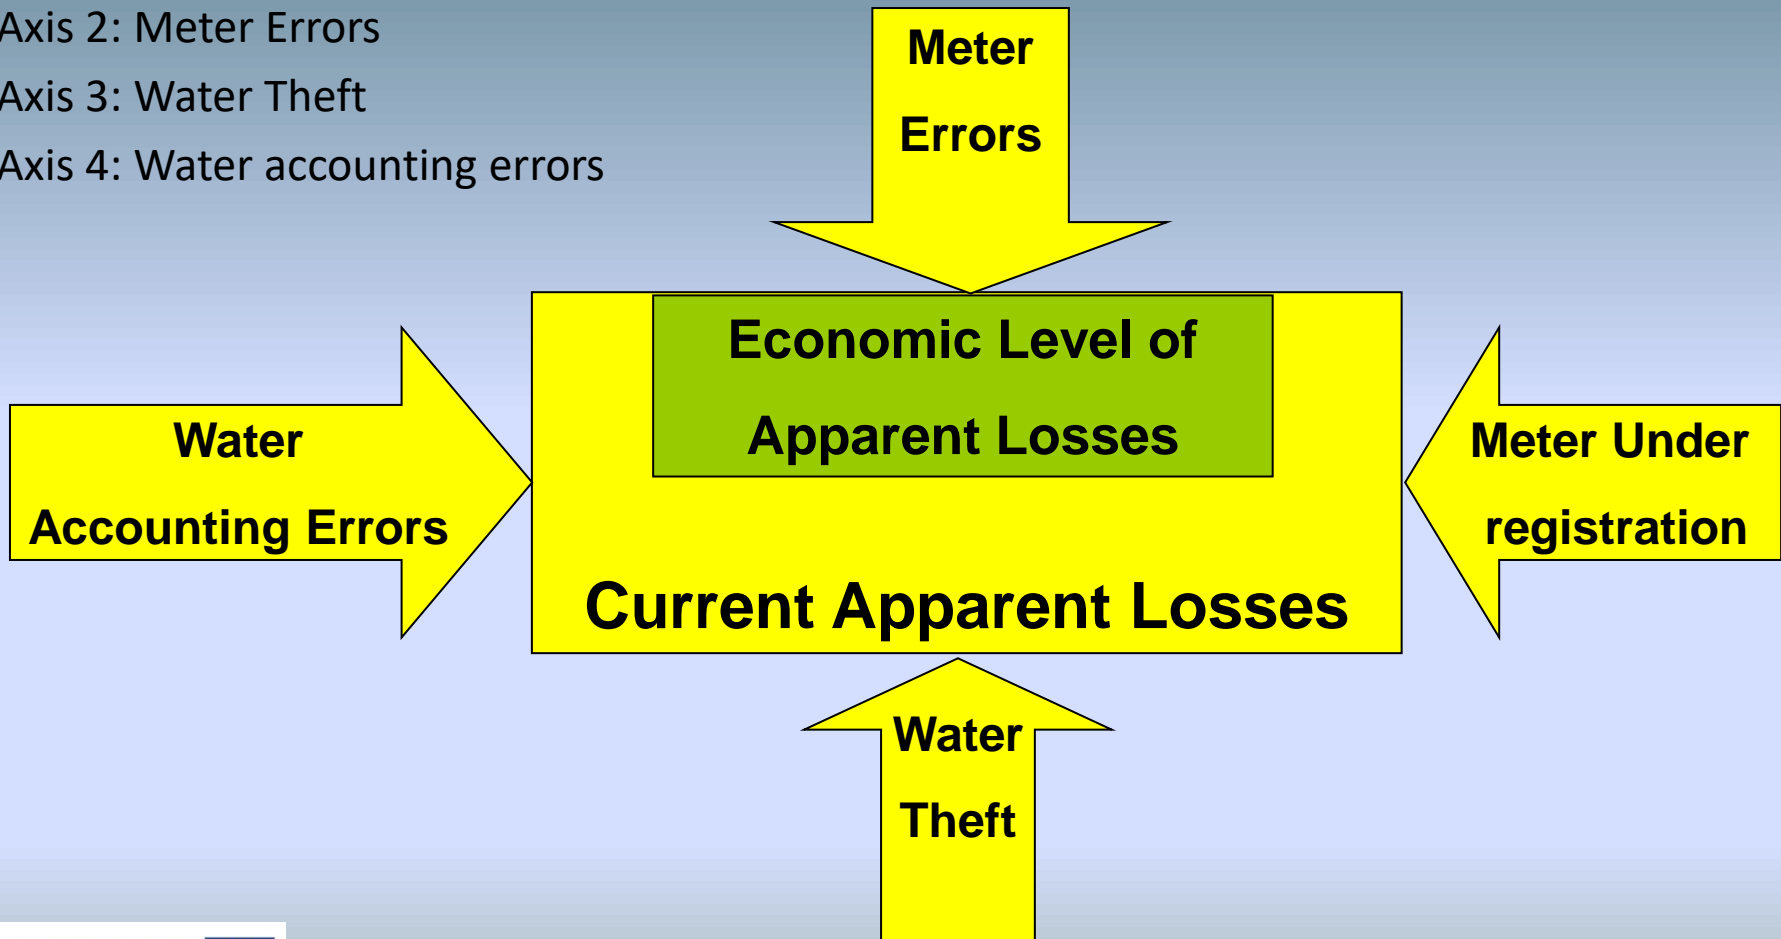 Axis 2: Meter Errors
Axis 3: Water Theft
Axis 4: Water accounting errors
Meter
Errors
Economic Level of
Apparent Losses
Water
Accounting Errors
Meter Under
registration
Current Apparent Losses
Water
Theft